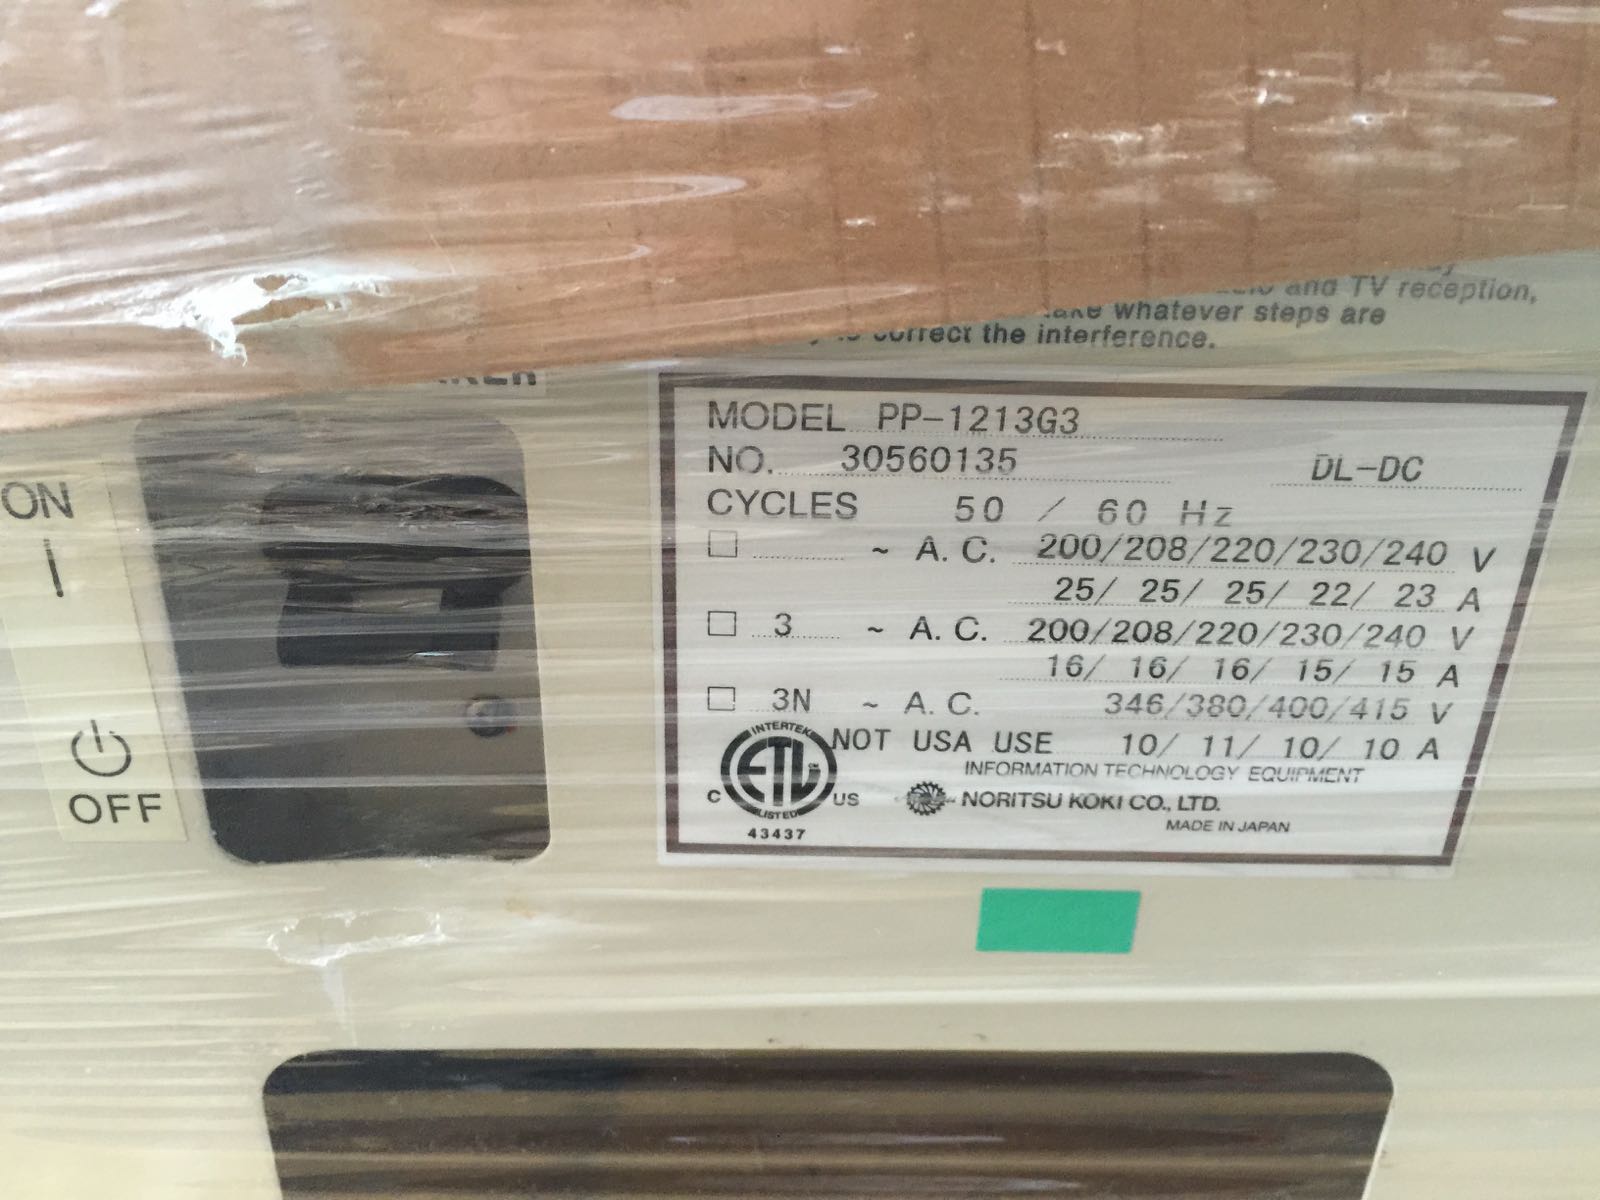 and TV reception,
whatever steps are
correct the interference.
ON
OFF
MODEL PP-1213G3
NO. 30560135 DL-DC
CYCLES 50 / 60 Hz
~ A.C. 200/208/220/230/240 V
25/ 25/ 25/ 22/ 23 A
3 ~ A.C. 200/208/220/230/240 V
16/ 16/ 16/ 15/ 15 A
3N ~ A.C. 346/380/400/415 V
NOT USA USE 10/ 11/ 10/ 10 A
INTERTEK
ETL
C US
LISTED
43437
INFORMATION TECHNOLOGY EQUIPMENT
NORITSU KOKI CO., LTD.
MADE IN JAPAN